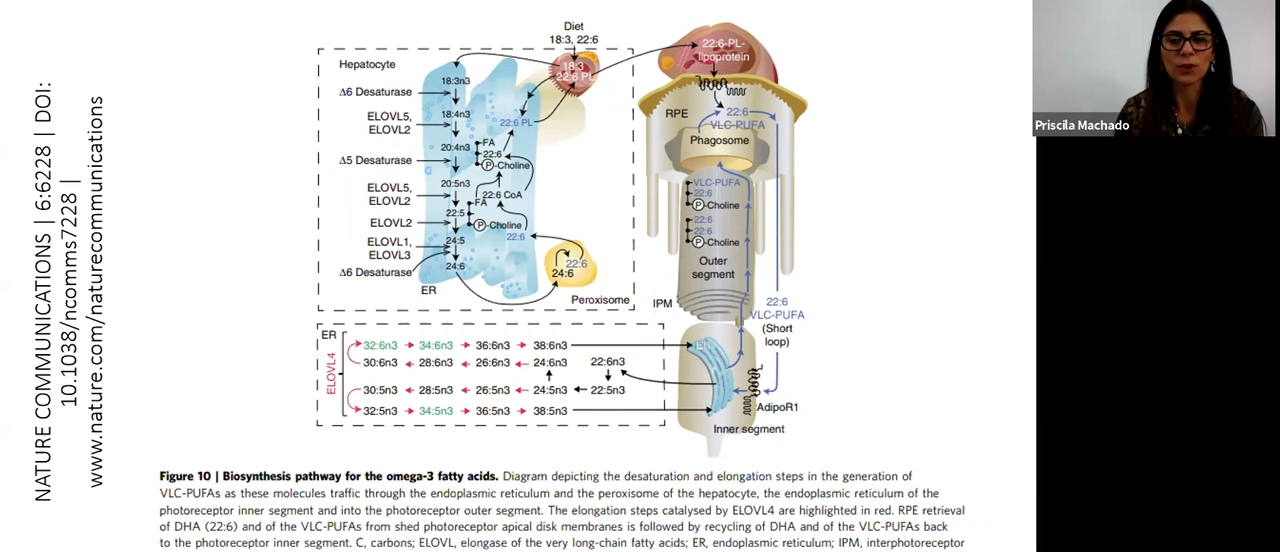 NATURE COMMUNICATIONS | 6:6228 | DOI:
10.1038/ncomms7228 |
www.nature.com/naturecommunications
Diet
18:3, 22:6
Hepatocyte
18:3
22:6 PL
18:3n3
Δ6 Desaturase
18:4n3
ELOVL5,
ELOVL2
22:6 PL
20:4n3
FA
22:6
P-Choline
Δ5 Desaturase
20:5n3
ELOVL5,
ELOVL2
22:6 CoA
FA
22:5
ELOVL2
P-Choline
22:6
ELOVL1,
ELOVL3
24:5
24:6
Δ6 Desaturase
ER
22:6
24:6
Peroxisome
22:6-PL-
lipoprotein
RPE
22:6
VLC-PUFA
Phagosome
VLC-PUFA
22:6
P-Choline
22:6
22:6
P-Choline
Outer
segment
IPM
22:6
VLC-PUFA
(Short
loop)
ER
AdipoR1
Inner segment
ER
ELOVL4
32:6n3 34:6n3 36:6n3 38:6n3
30:6n3 28:6n3 26:6n3 24:6n3 22:6n3
30:5n3 28:5n3 26:5n3 24:5n3 22:5n3
32:5n3 34:5n3 36:5n3 38:5n3
Figure 10 | Biosynthesis pathway for the omega-3 fatty acids. Diagram depicting the desaturation and elongation steps in the generation of
VLC-PUFAs as these molecules traffic through the endoplasmic reticulum and the peroxisome of the hepatocyte, the endoplasmic reticulum of the
photoreceptor inner segment and into the photoreceptor outer segment. The elongation steps catalysed by ELOVL4 are highlighted in red. RPE retrieval
of DHA (22:6) and of the VLC-PUFAs from shed photoreceptor apical disk membranes is followed by recycling of DHA and of the VLC-PUFAs back
to the photoreceptor inner segment. C, carbons; ELOVL, elongase of the very long-chain fatty acids; ER, endoplasmic reticulum; IPM, interphotoreceptor
Priscila Machado